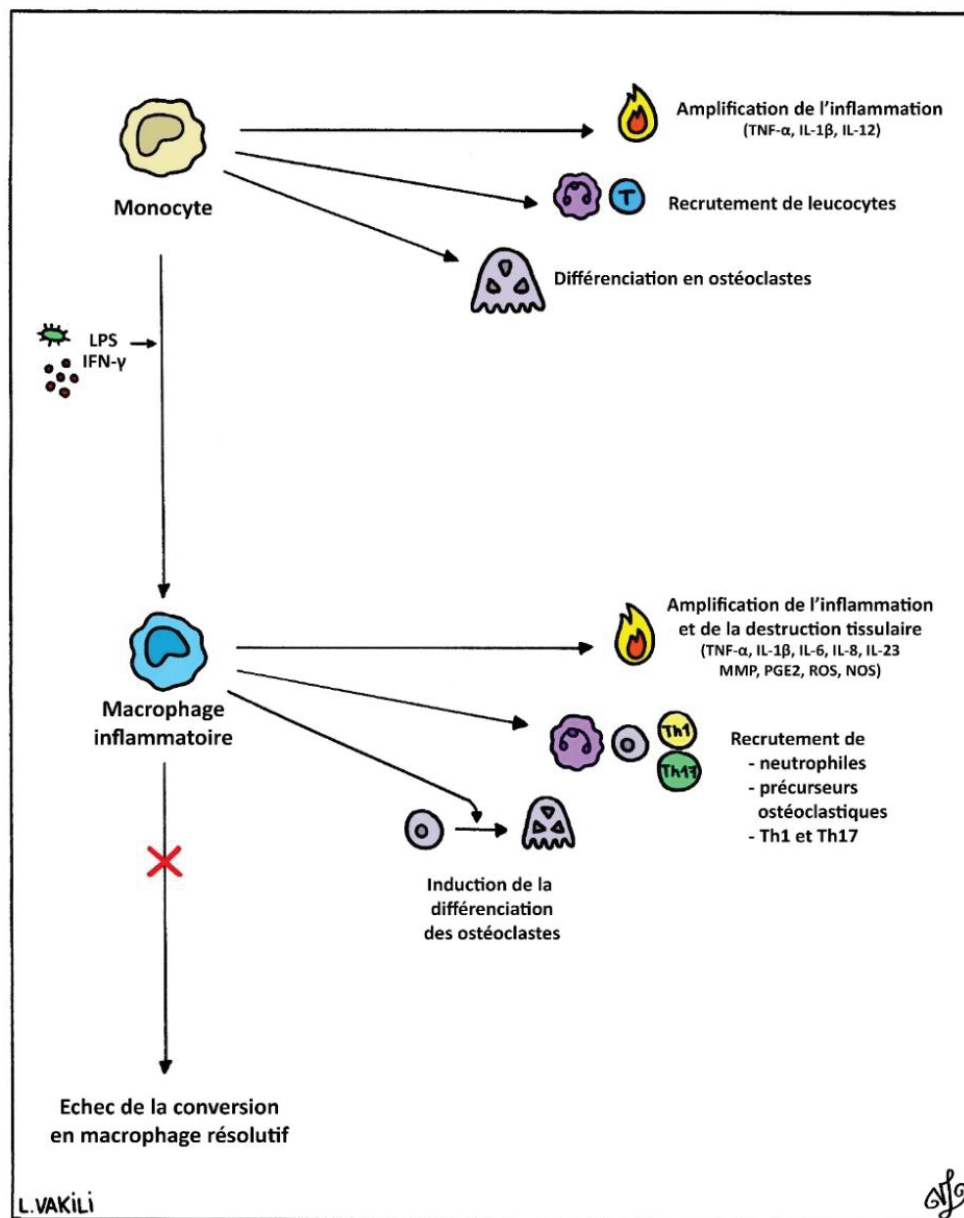 Amplification de l'inflammation
(TNF-α, IL-1β, IL-12)
Monocyte
T
Recrutement de leucocytes
Différenciation en ostéoclastes
LPS
IFN-γ
Amplification de l'inflammation
et de la destruction tissulaire
(TNF-α, IL-1β, IL-6, IL-8, IL-23
MMP, PGE2, ROS, NOS)
Macrophage
inflammatoire
Th1
Th17
Recrutement de
- neutrophiles
- précurseurs
ostéoclastiques
- Th1 et Th17
Induction de la
différenciation
des ostéoclastes
Echec de la conversion
en macrophage résolutif
L.VAKILI